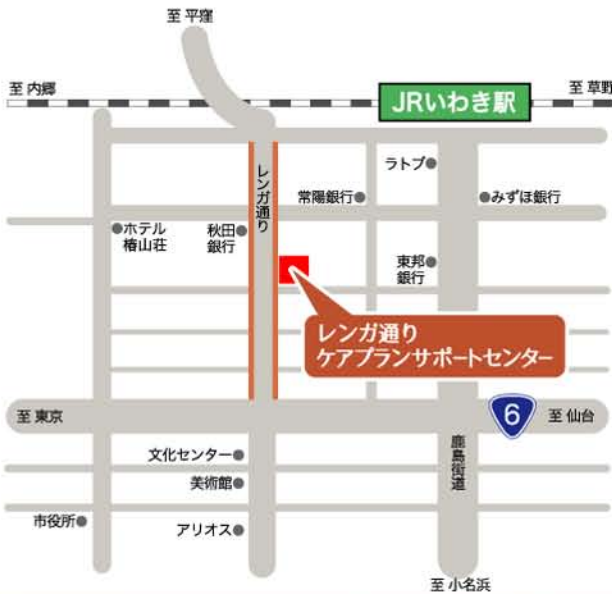 至 平窪
至 内郷
至 草野
JRいわき駅
レンガ通り
ラトブ
常陽銀行
みずほ銀行
ホテル
椿山荘
秋田
銀行
東邦
銀行
レンガ通り
ケアプランサポートセンター
至 東京
6
至 仙台
文化センター
鹿島街道
美術館
市役所
アリオス
至 小名浜